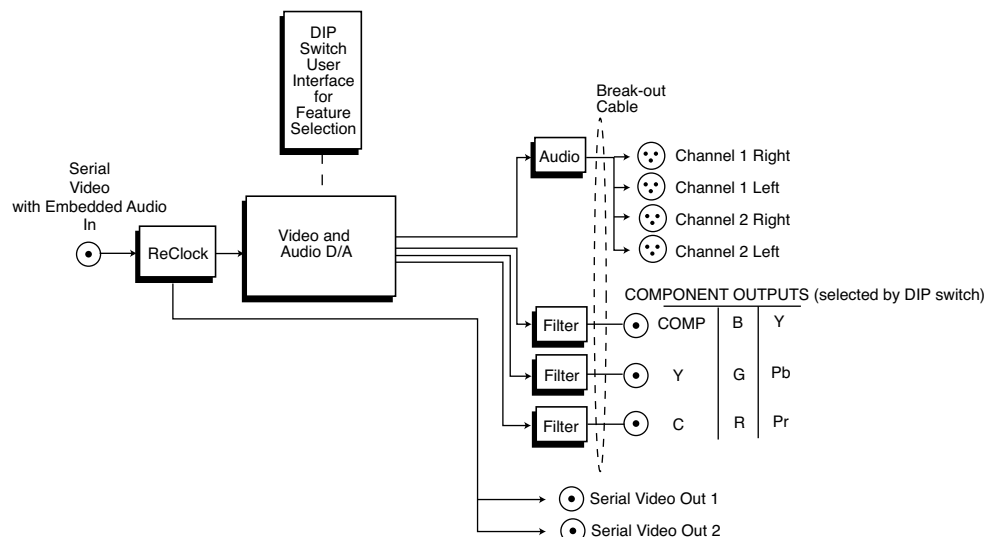 DIP
Switch
User
Interface
for
Feature
Selection
Break-out
Cable
Serial
Video
with Embedded Audio
In
ReClock
Video and
Audio D/A
Audio
Channel 1 Right
Channel 1 Left
Channel 2 Right
Channel 2 Left
COMPONENT OUTPUTS (selected by DIP switch)
Filter COMP B Y
Filter Y G Pb
Filter C R Pr
Serial Video Out 1
Serial Video Out 2